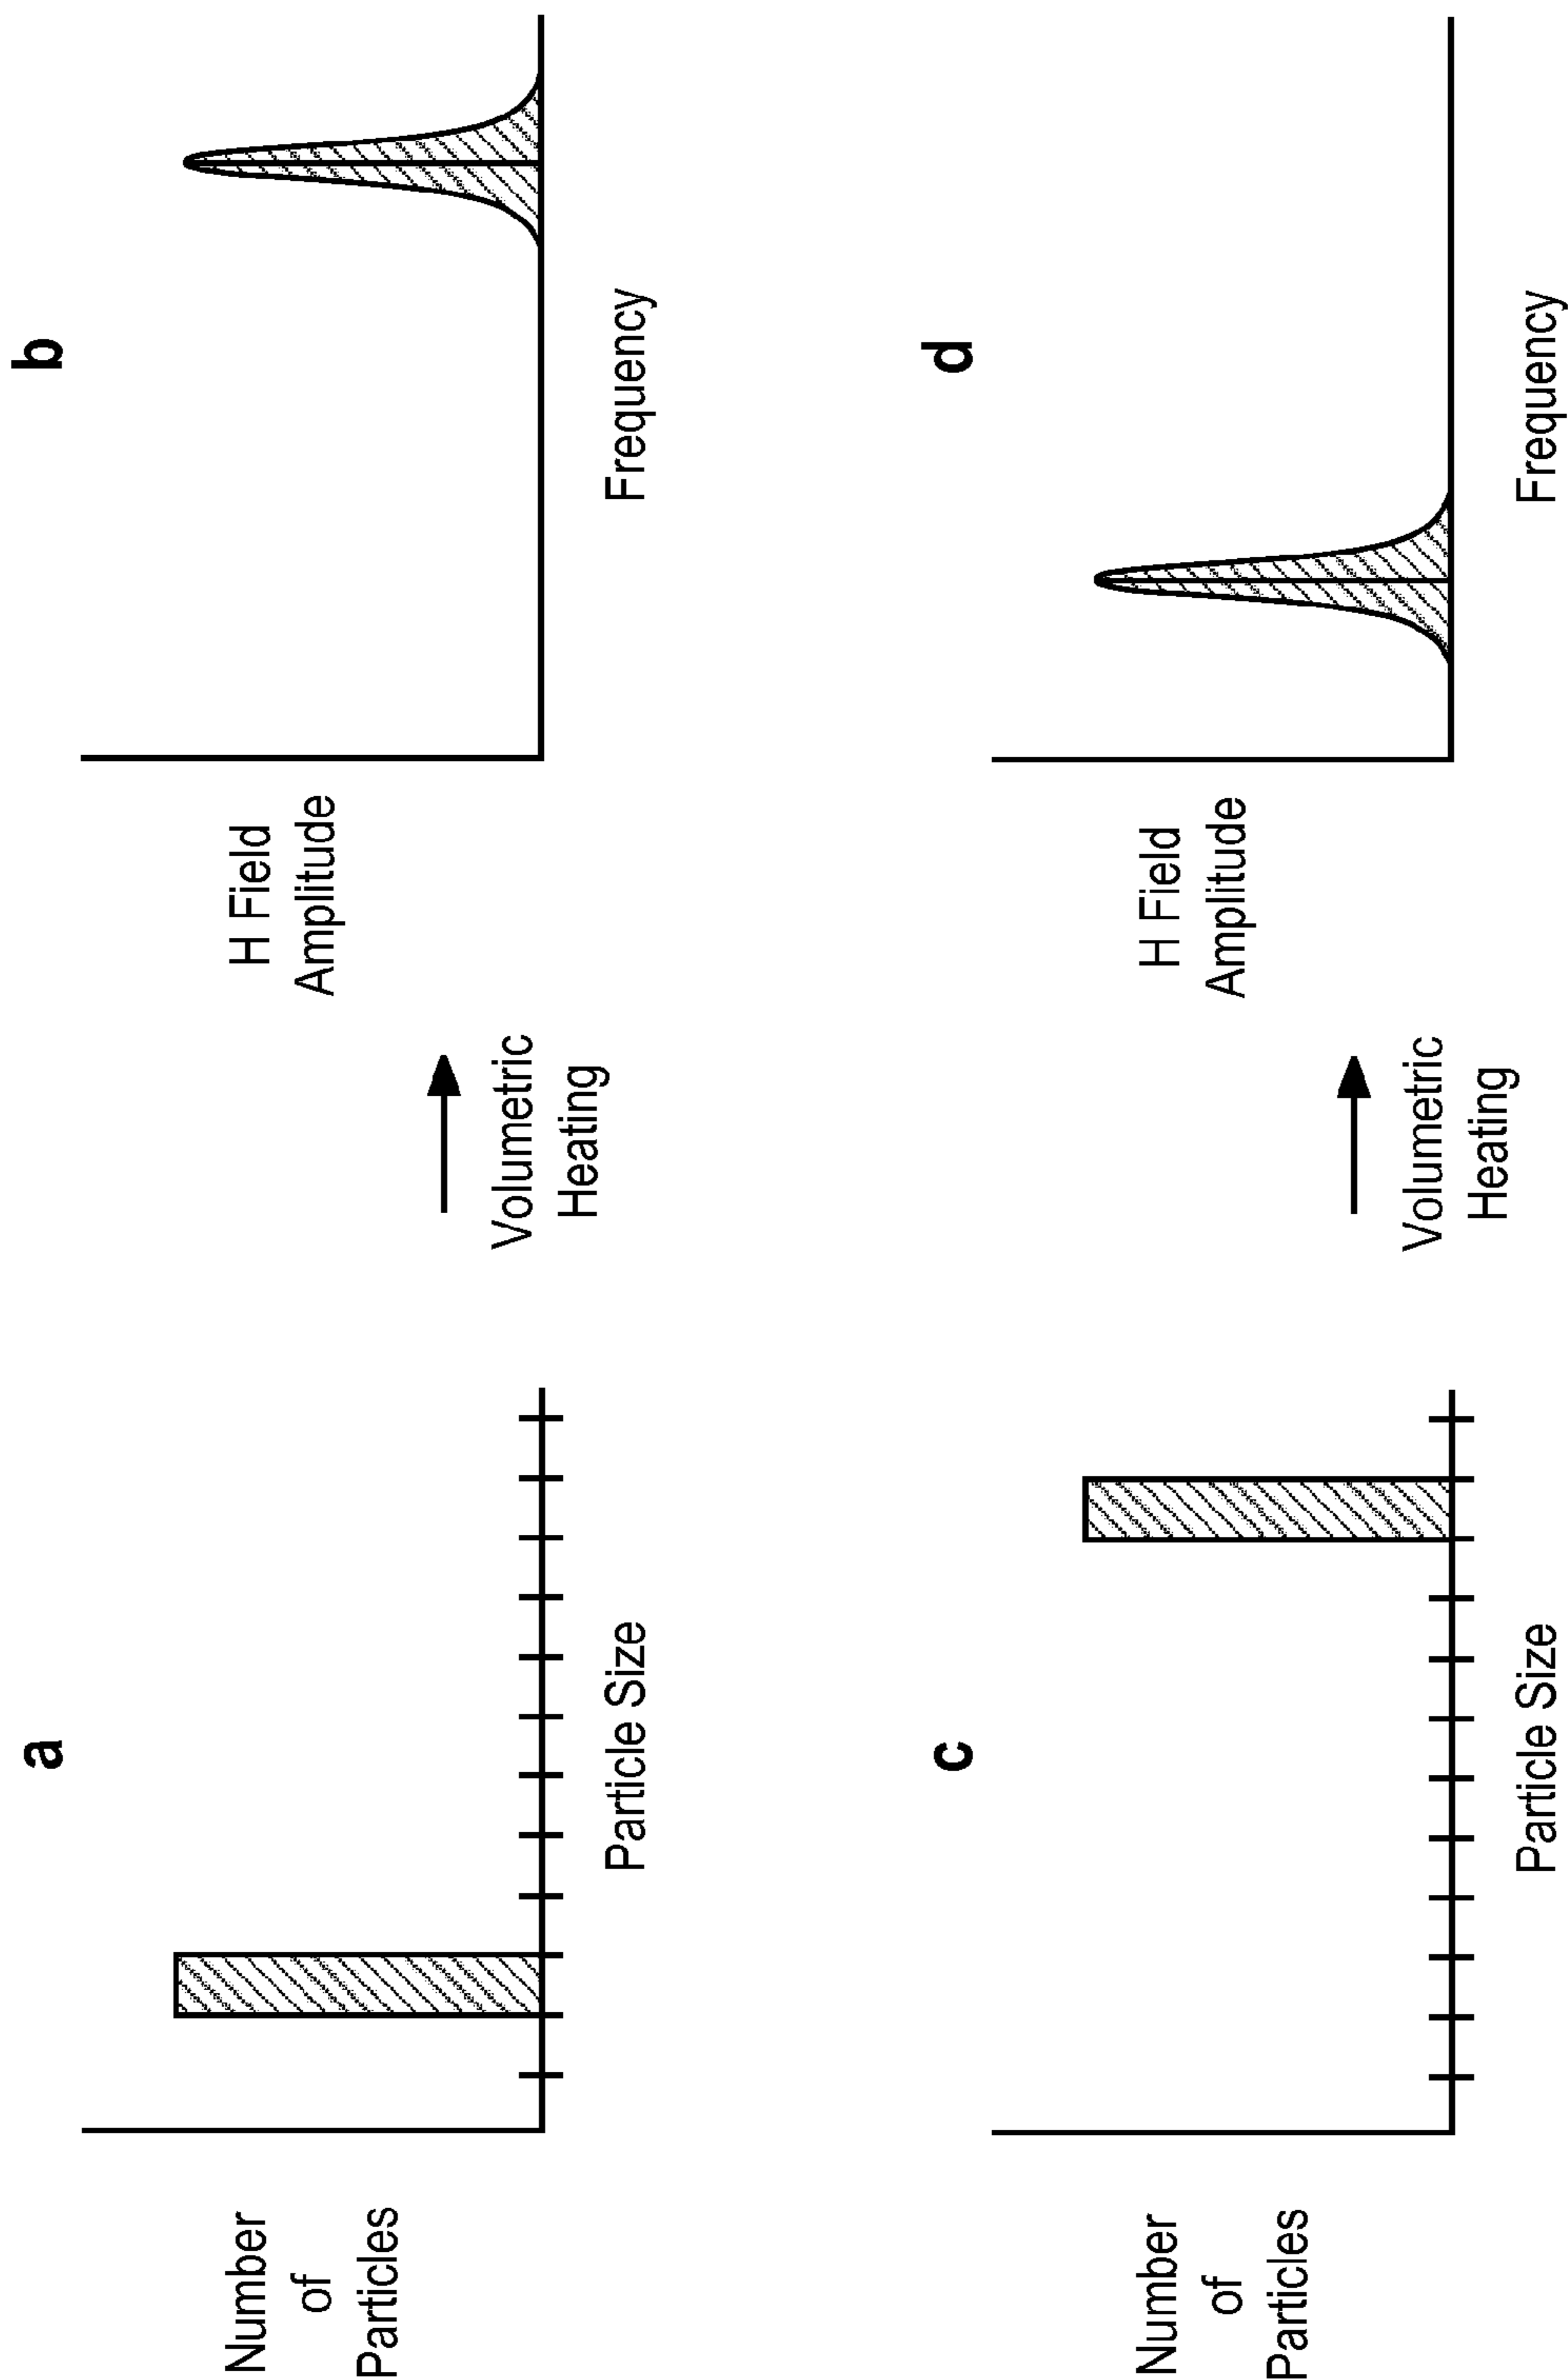 a
Number
of
Particles
Particle Size
Volumetric
Heating
b
H Field
Amplitude
Frequency
c
Number
of
Particles
Particle Size
Volumetric
Heating
d
H Field
Amplitude
Frequency